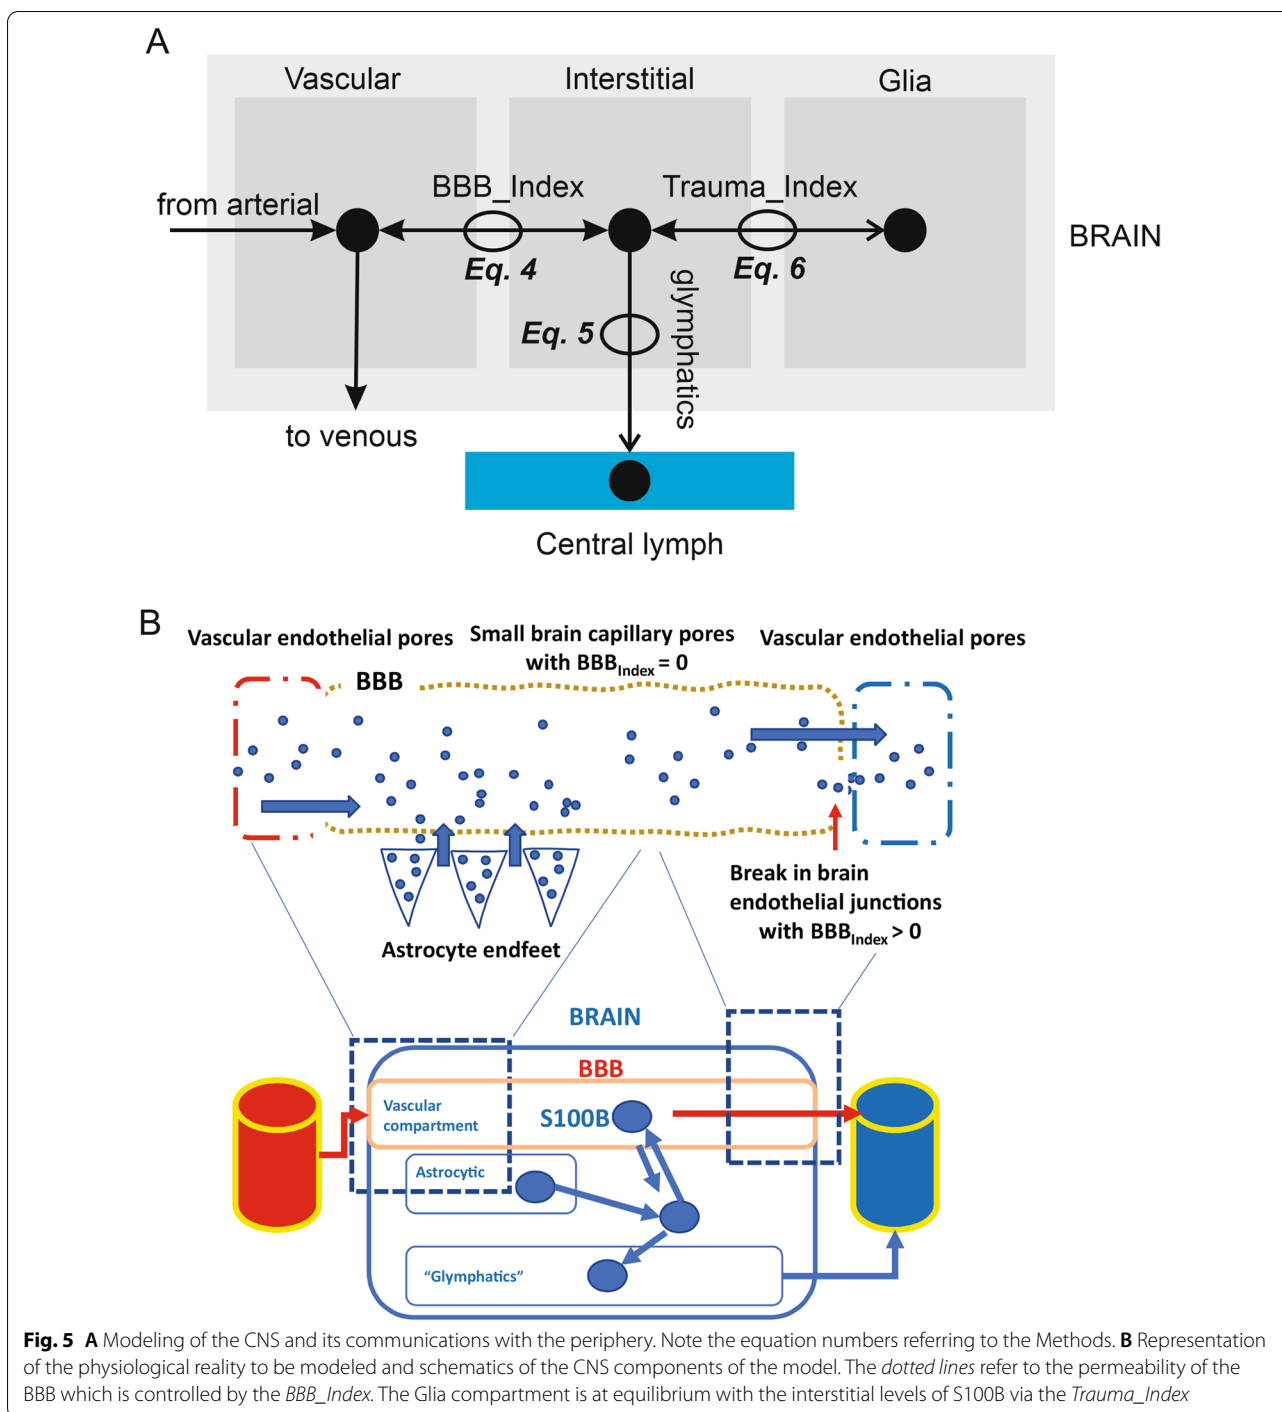 A
Vascular
Interstitial
Glia
from arterial
BBB_Index
Trauma_Index
BRAIN
Eq. 4
Eq. 6
glymphatics
Eq. 5
to venous
Central lymph
B
Vascular endothelial pores
Small brain capillary pores
with BBBIndex = 0
Vascular endothelial pores
BBB
Break in brain
endothelial junctions
with BBBIndex > 0
Astrocyte endfeet
BRAIN
BBB
Vascular
compartment
S100B
Astrocytic
“Glymphatics”
Fig. 5 A Modeling of the CNS and its communications with the periphery. Note the equation numbers referring to the Methods. B Representation
of the physiological reality to be modeled and schematics of the CNS components of the model. The dotted lines refer to the permeability of the
BBB which is controlled by the BBB_Index. The Glia compartment is at equilibrium with the interstitial levels of S100B via the Trauma_Index